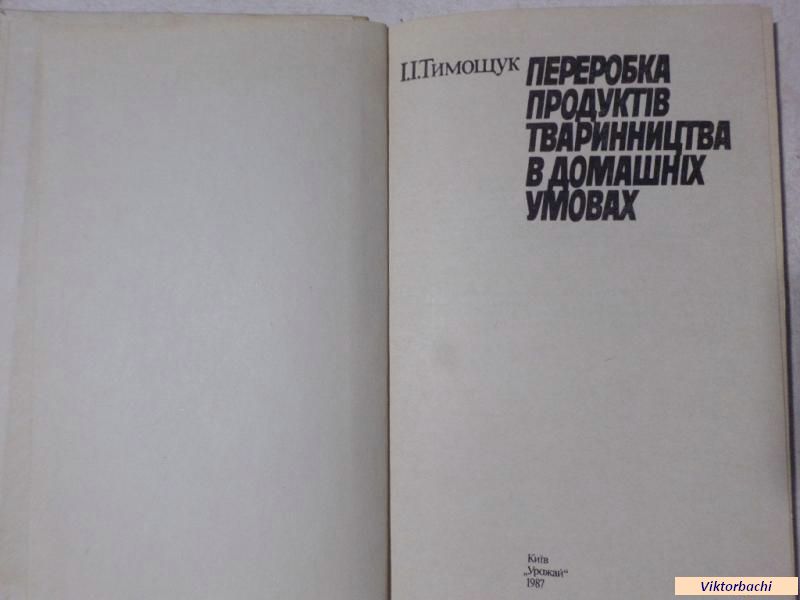 І.І.Тимощук
ПЕРЕРОБКА
ПРОДУКТІВ
ТВАРИННИЦТВА
В ДОМАШНІХ
УМОВАХ
Київ
„Урожай“
1987
Viktorbachi